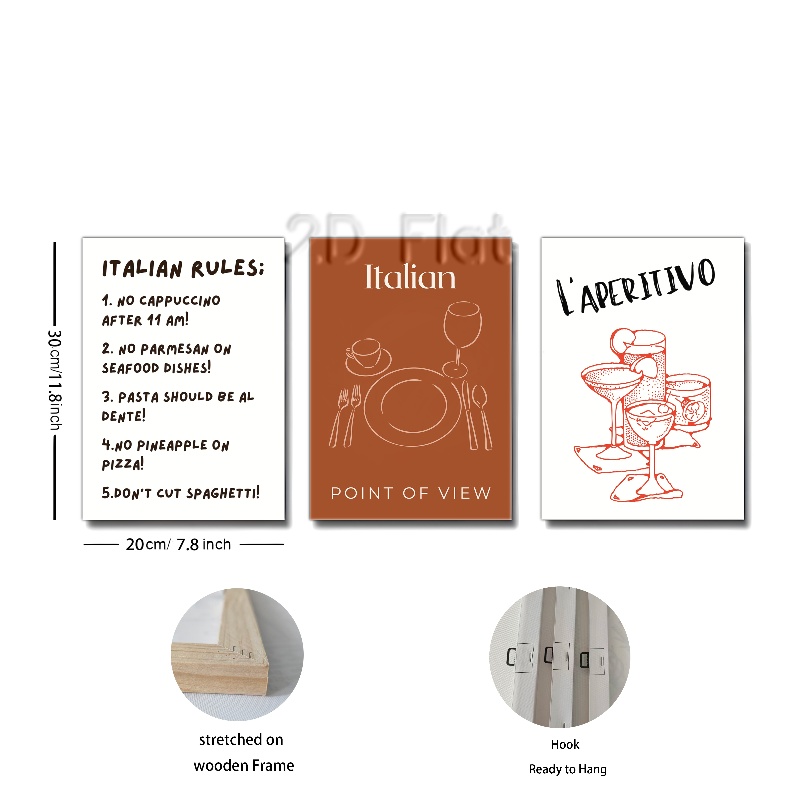 2.D Flat
ITALIAN RULES:
1. NO CAPPUCCINO
AFTER 11 AM!
2. NO PARMESAN ON
SEAFOOD DISHES!
3. PASTA SHOULD BE AL
DENTE!
4.NO PINEAPPLE ON
PIZZA!
5.DON'T CUT SPAGHETTI!
Italian
POINT OF VIEW
L'APERITIVO
30cm/11.8inch
20cm/ 7.8 inch
stretched on
wooden Frame
Hook
Ready to Hang